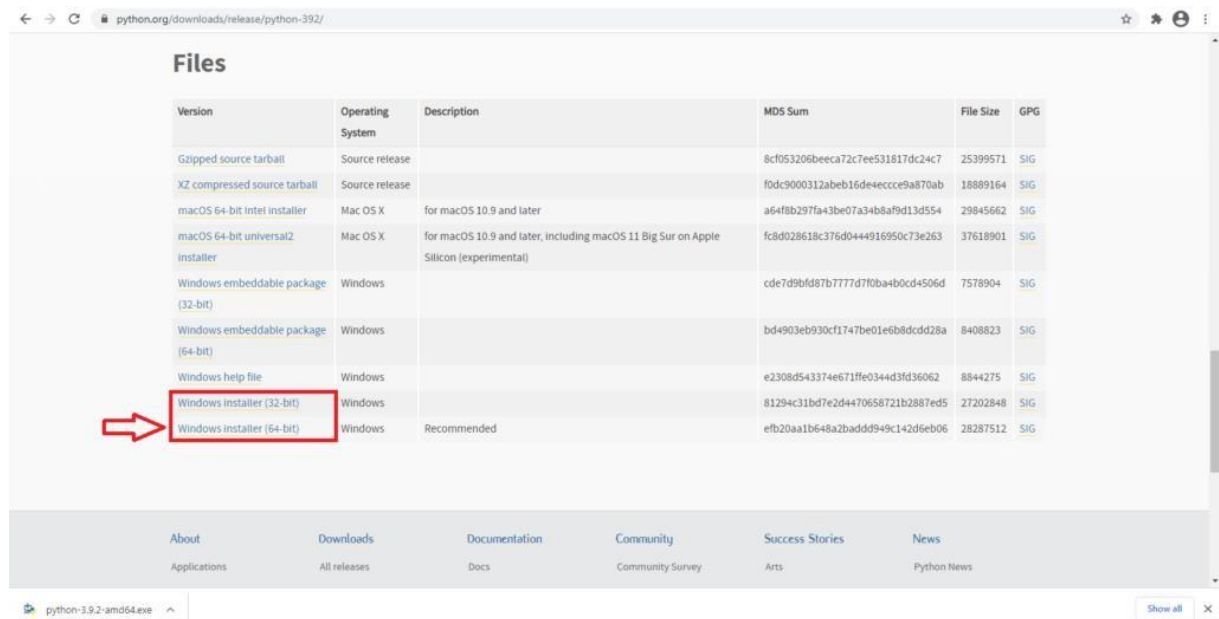 python.org/downloads/release/python-392/
Files
Version Operating System Description MD5 Sum File Size GPG
Gzipped source tarball Source release 8cf053206beeca72c7ee531817dc24c7 25399571 SIG
XZ compressed source tarball Source release f0dc9000312abeb16de4eccce9a870ab 18889164 SIG
macOS 64-bit Intel installer Mac OS X for macOS 10.9 and later a64f8b297fa43be07a34b8af9d13d554 29845662 SIG
macOS 64-bit universal2 installer Mac OS X for macOS 10.9 and later, including macOS 11 Big Sur on Apple Silicon (experimental) fc8d028618c376d0444916950c73e263 37618901 SIG
Windows embeddable package (32-bit) Windows cde7d9bfd87b7777d7f0ba4b0cd4506d 7578904 SIG
Windows embeddable package (64-bit) Windows bd4903eb930cf1747be01e6b8dcdd28a 8408823 SIG
Windows help file Windows e2308d543374e671ffe0344d3fd36062 8844275 SIG
Windows installer (32-bit) Windows 81294c31bd7e2d4470658721b2887ed5 27202848 SIG
Windows installer (64-bit) Windows Recommended efb20aa1b648a2baddd949c142d6eb06 28287512 SIG
About Downloads Documentation Community Success Stories News
Applications All releases Docs Community Survey Arts Python News
python-3.9.2-amd64.exe Show all